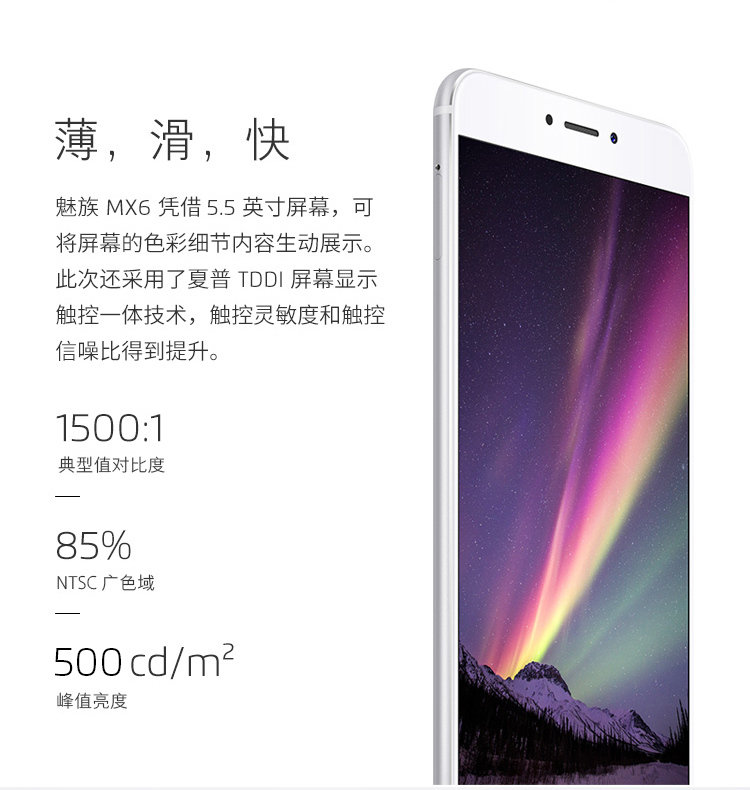 薄，滑，快
魅族 MX6 凭借 5.5 英寸屏幕，可
将屏幕的色彩细节内容生动展示。
此次还采用了夏普 TDDI 屏幕显示
触控一体技术，触控灵敏度和触控
信噪比得到提升。
1500:1
典型值对比度
85%
NTSC 广色域
500 cd/m²
峰值亮度